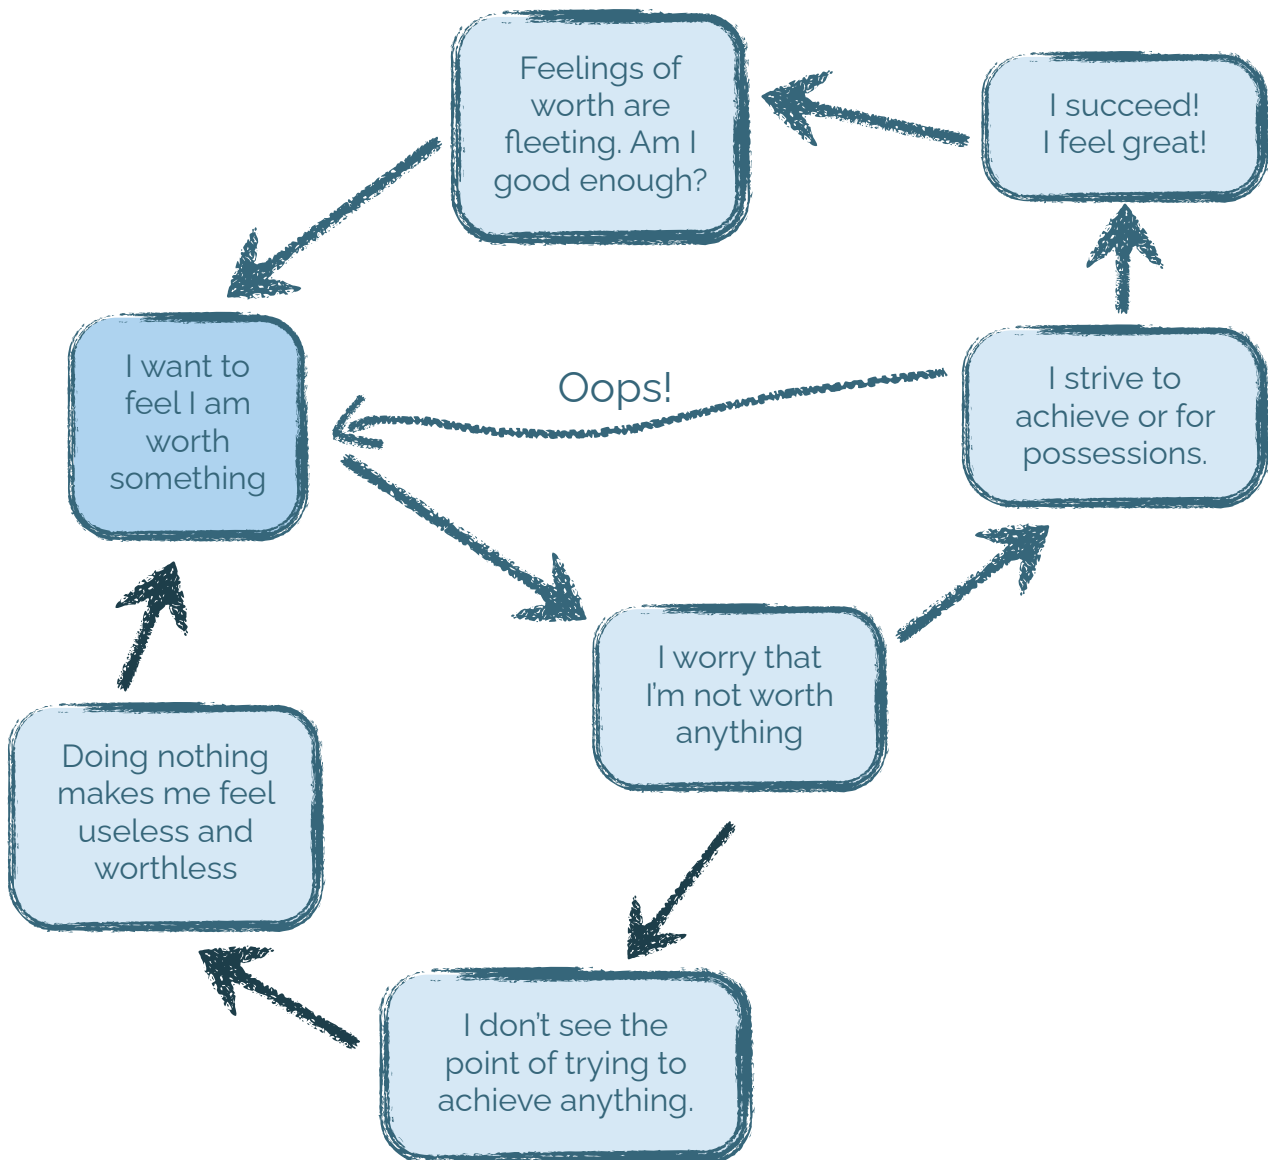 Feelings of
worth are
fleeting. Am I
good enough?
I succeed!
I feel great!
I want to
feel I am
worth
something
Oops!
I strive to
achieve or for
possessions.
I worry that
I’m not worth
anything
Doing nothing
makes me feel
useless and
worthless
I don’t see the
point of trying to
achieve anything.